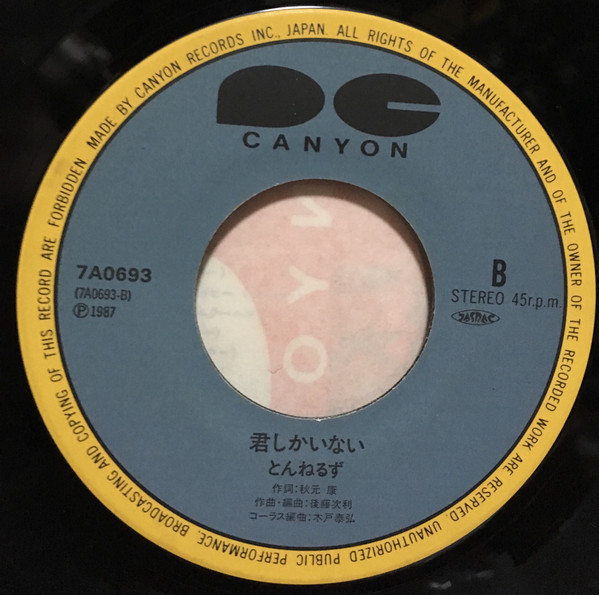 MADE BY CANYON RECORDS INC., JAPAN. ALL RIGHTS OF THE MANUFACTURER AND OF THE OWNER OF THE RECORDED WORK ARE RESERVED. UNAUTHORIZED PUBLIC PERFORMANCE, BROADCASTING AND COPYING OF THIS RECORD ARE FORBIDDEN.
CANYON
7A0693
(7A0693-B)
Ⓟ1987
B
STEREO 45r.p.m.
JASRAC
君しかいない
とんねるず
作詞:秋元 康
作曲・編曲:後藤次利
コーラス編曲:木戸泰弘
O Y